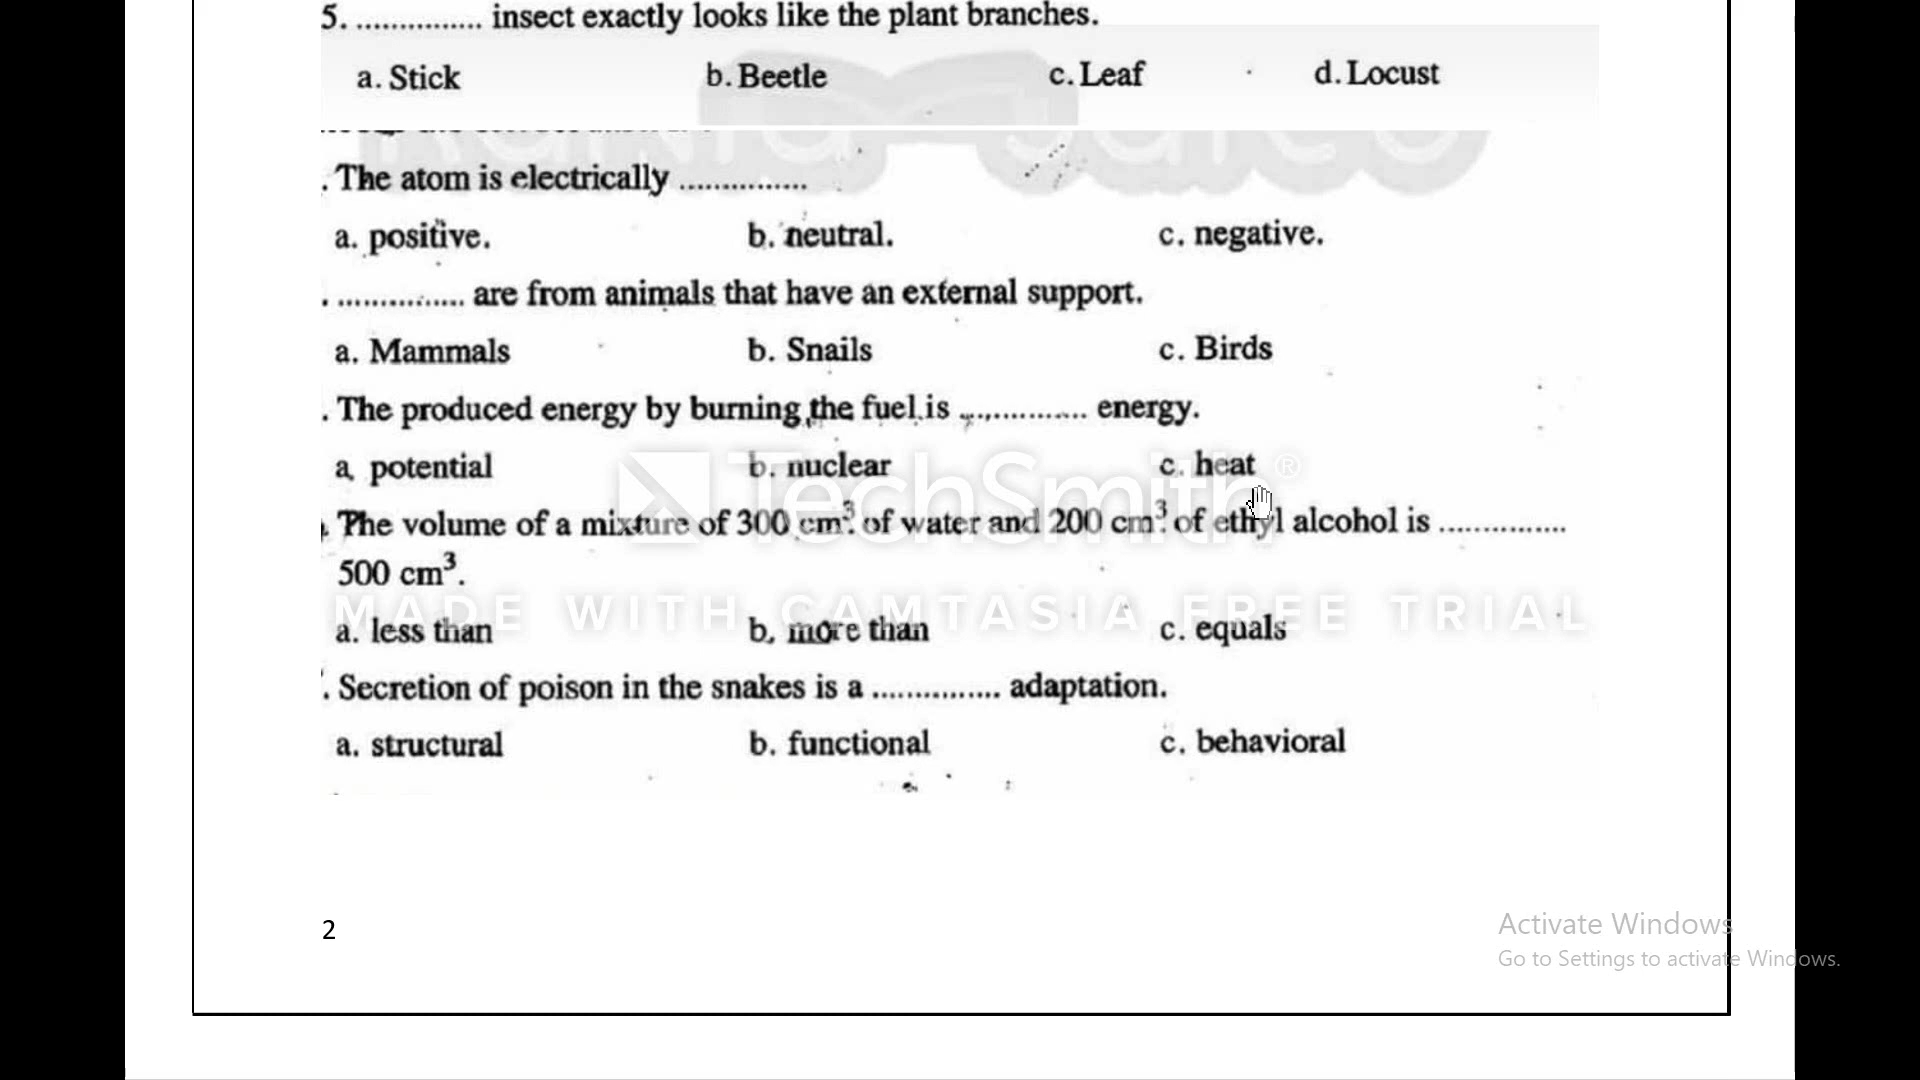 5. .............. insect exactly looks like the plant branches.
a. Stick b. Beetle c. Leaf d. Locust
. The atom is electrically ...............
a. positive. b. neutral. c. negative.
. ............... are from animals that have an external support.
a. Mammals b. Snails c. Birds
. The produced energy by burning the fuel is ............... energy.
a. potential b. nuclear c. heat
TechSmith®
. The volume of a mixture of 300 cm³. of water and 200 cm³. of ethyl alcohol is ...............
500 cm³.
MADE WITH CAMTASIA FREE TRIAL
a. less than b. more than c. equals
. Secretion of poison in the snakes is a ............... adaptation.
a. structural b. functional c. behavioral
2
Activate Windows
Go to Settings to activate Windows.